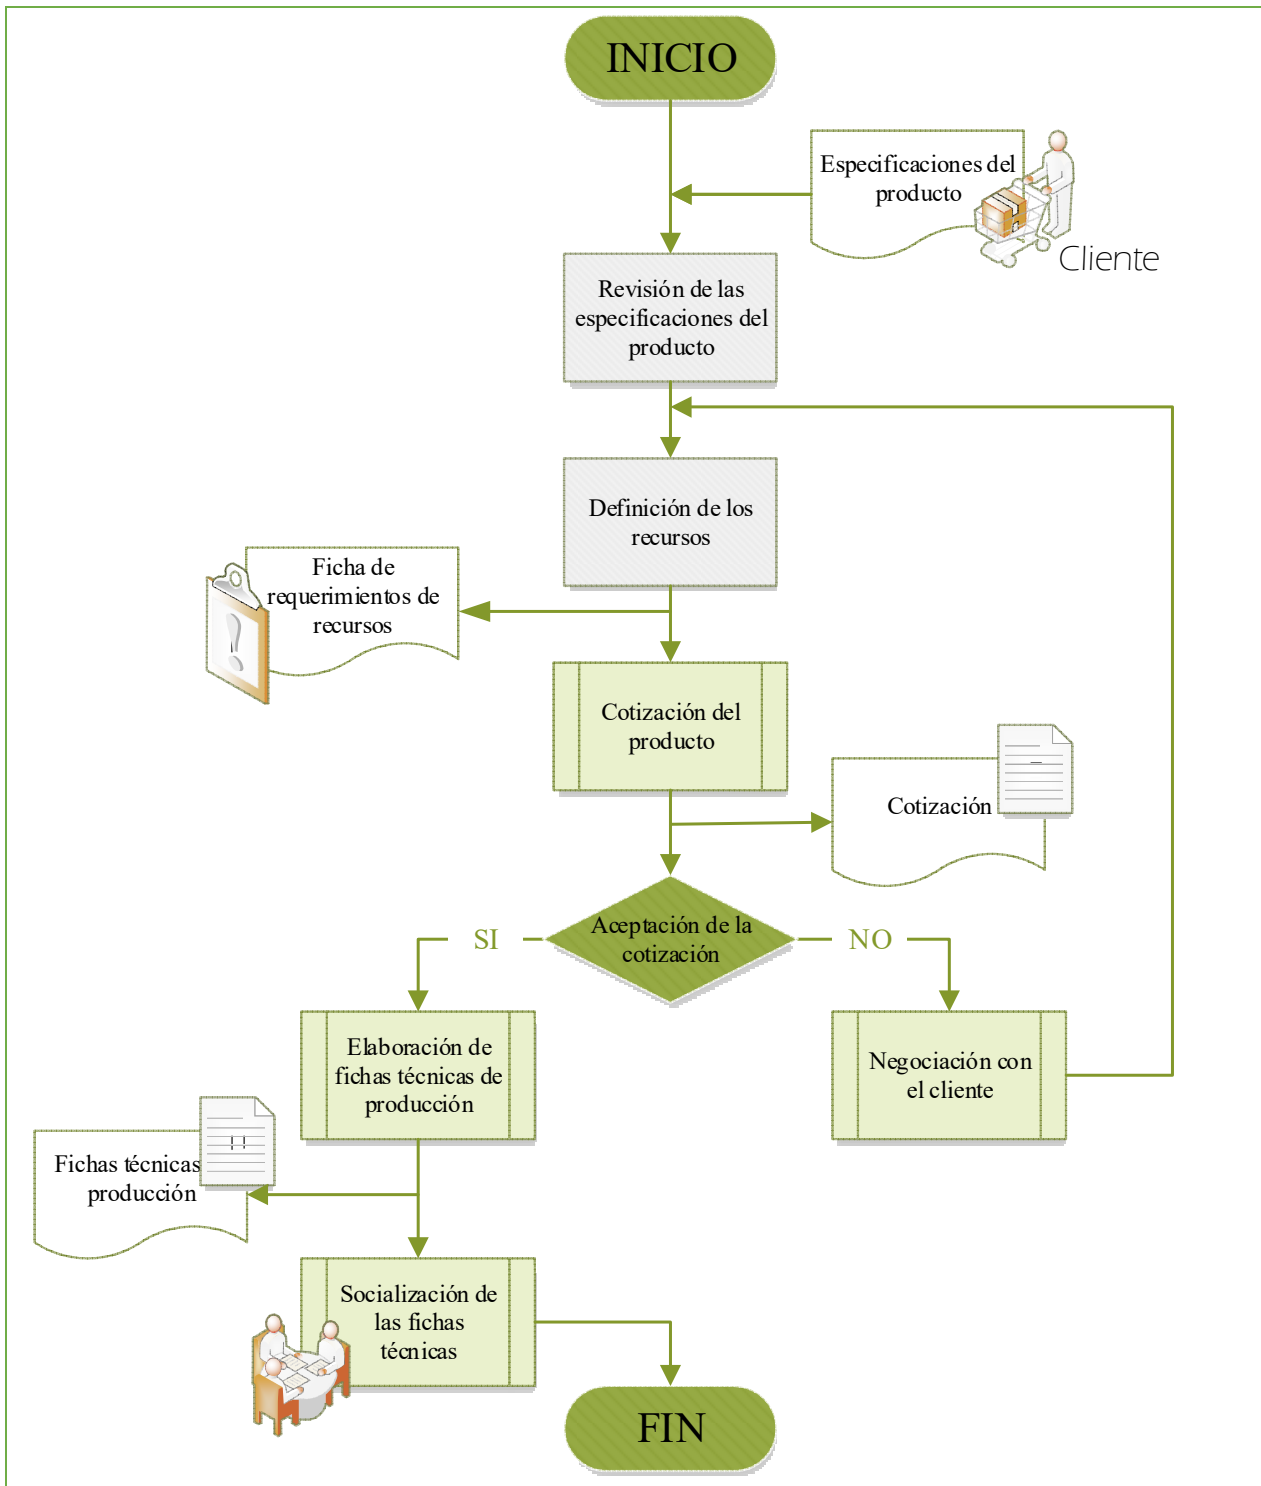 INICIO
Especificaciones del
producto
Cliente
Revisión de las
especificaciones del
producto
Definición de los
recursos
Ficha de
requerimientos de
recursos
Cotización del
producto
Cotización
Aceptación de la
cotización
SI
NO
Elaboración de
fichas técnicas de
producción
Negociación con
el cliente
Fichas técnicas
producción
Socialización de
las fichas
técnicas
FIN